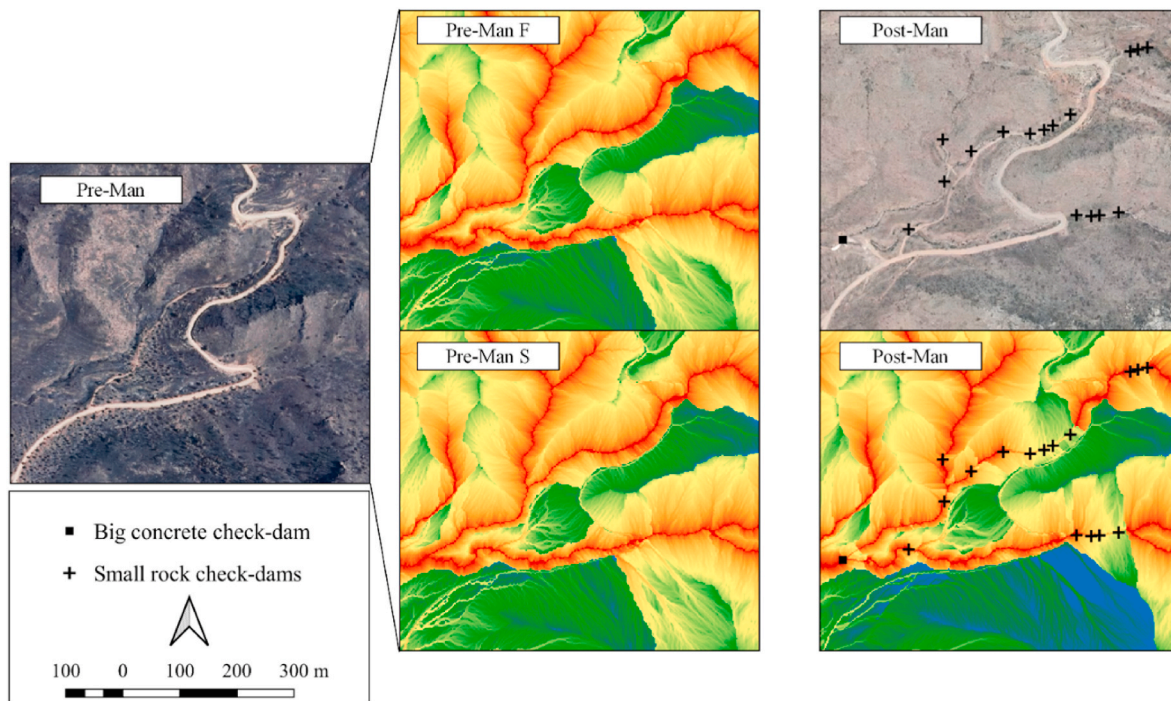 Pre-Man F
Post-Man
Pre-Man
Pre-Man S
Post-Man
Big concrete check-dam
Small rock check-dams
100 0 100 200 300 m